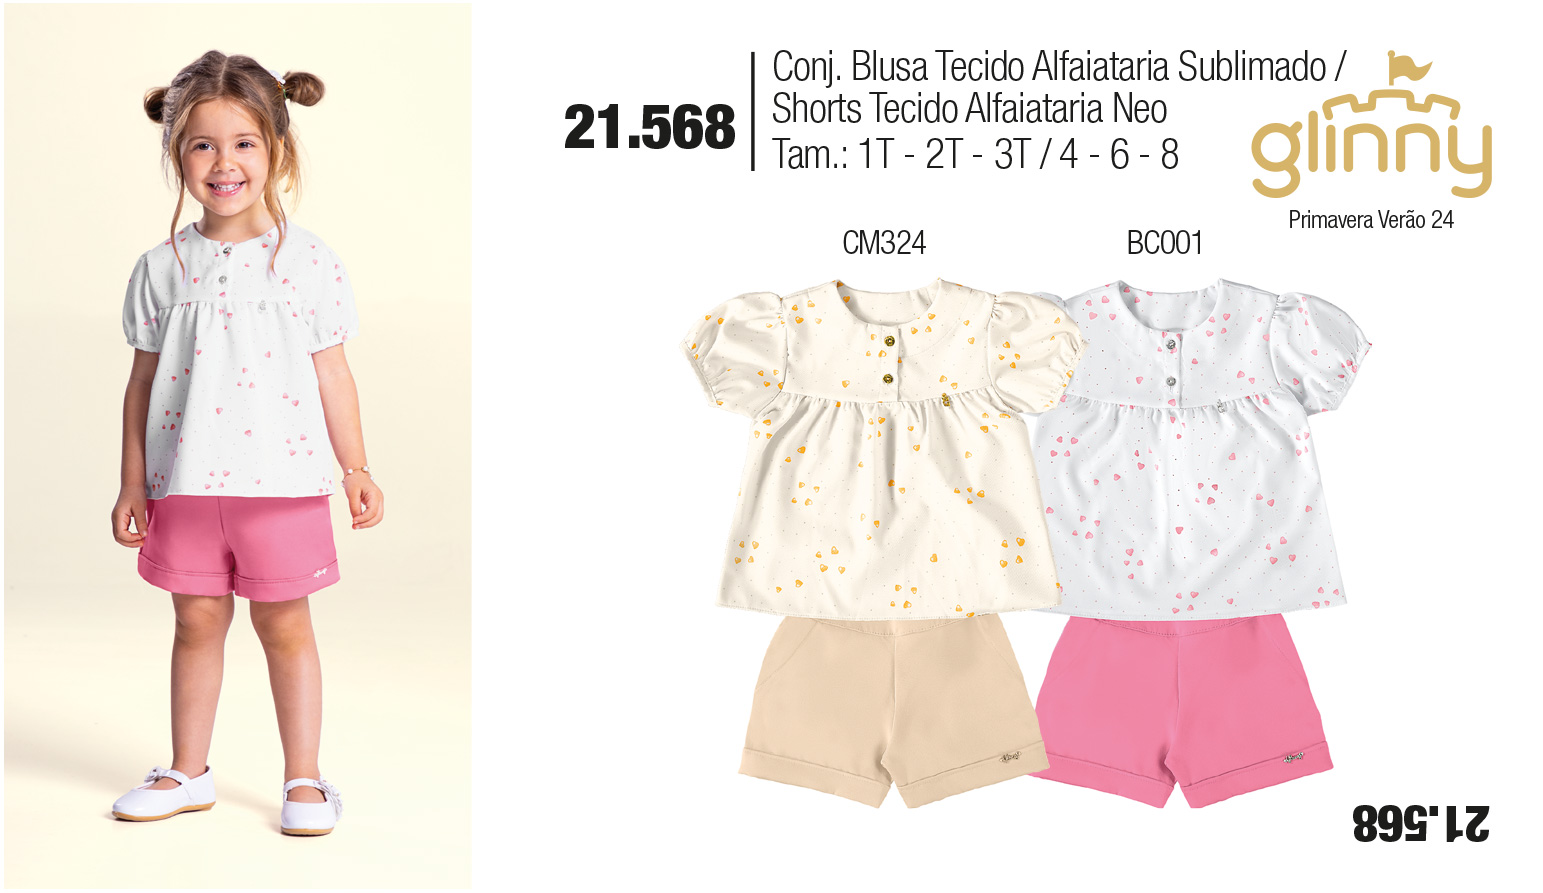 21.568
Conj. Blusa Tecido Alfaiataria Sublimado /
Shorts Tecido Alfaiataria Neo
Tam.: 1T - 2T - 3T / 4 - 6 - 8
glinny
Primavera Verão 24
CM324
BC001
21.568